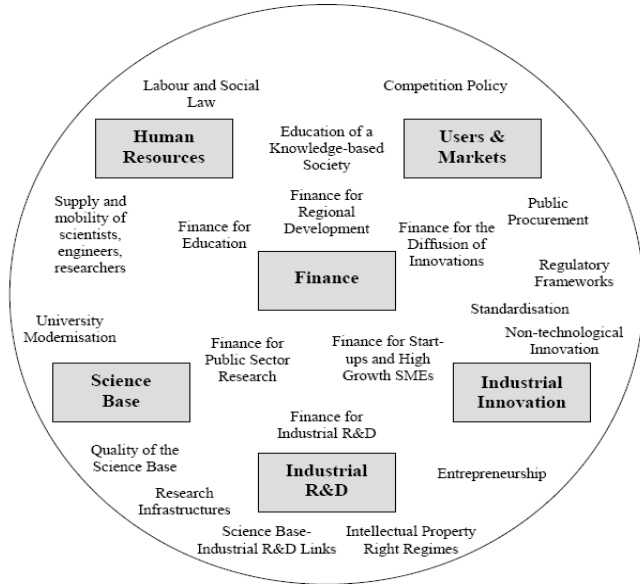 Labour and Social
Law
Competition Policy
Human
Resources
Education of a
Knowledge-based
Society
Users &
Markets
Supply and
mobility of
scientists,
engineers,
researchers
Finance for
Education
Finance for
Regional
Development
Finance for the
Diffusion of
Innovations
Public
Procurement
Finance
Regulatory
Frameworks
Standardisation
University
Modernisation
Finance for
Public Sector
Research
Finance for Start-
ups and High
Growth SMEs
Non-technological
Innovation
Science
Base
Industrial
Innovation
Finance for
Industrial R&D
Quality of the
Science Base
Industrial
R&D
Entrepreneurship
Research
Infrastructures
Science Base-
Industrial R&D Links
Intellectual Property
Right Regimes